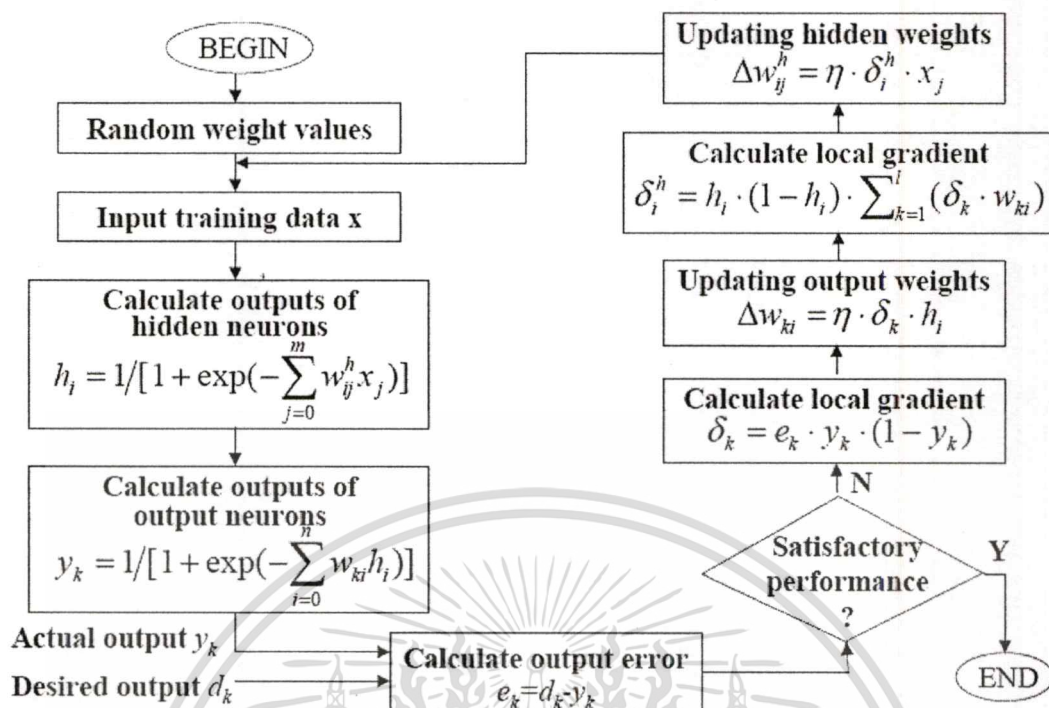 BEGIN
Random weight values
Input training data x
Calculate outputs of
hidden neurons
h_i = 1/[1 + exp(-∑_{j=0}^{m} w_{ij}^h x_j)]
Calculate outputs of
output neurons
y_k = 1/[1 + exp(-∑_{i=0}^{n} w_{ki} h_i)]
Actual output y_k
Desired output d_k
Calculate output error
e_k=d_k-y_k
Satisfactory
performance
?
Y
END
N
Calculate local gradient
δ_k = e_k · y_k · (1 - y_k)
Updating output weights
Δw_{ki} = η · δ_k · h_i
Calculate local gradient
δ_i^h = h_i · (1 - h_i) · ∑_{k=1}^{l} (δ_k · w_{ki})
Updating hidden weights
Δw_{ij}^h = η · δ_i^h · x_j